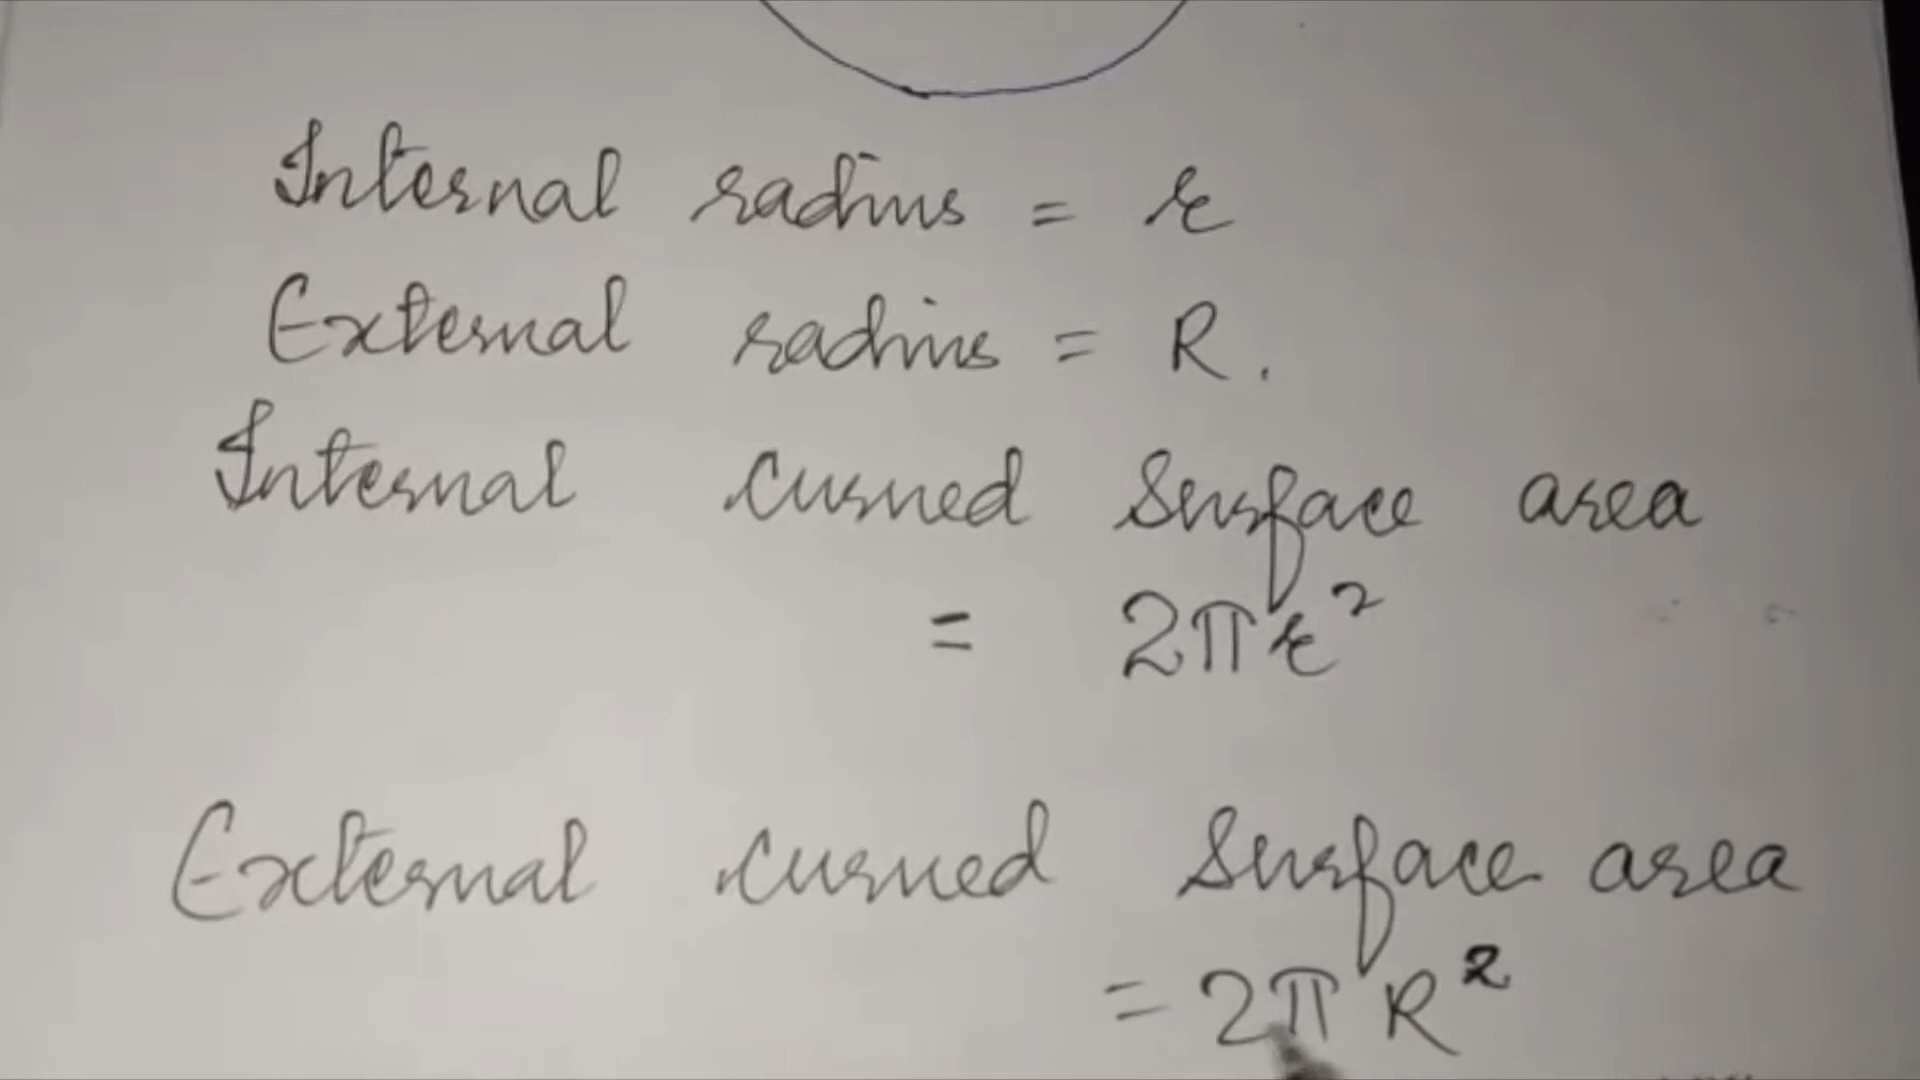 Internal radius = r
External radius = R.
Internal curved Surface area
= 2πr²
External curved Surface area
= 2πR²